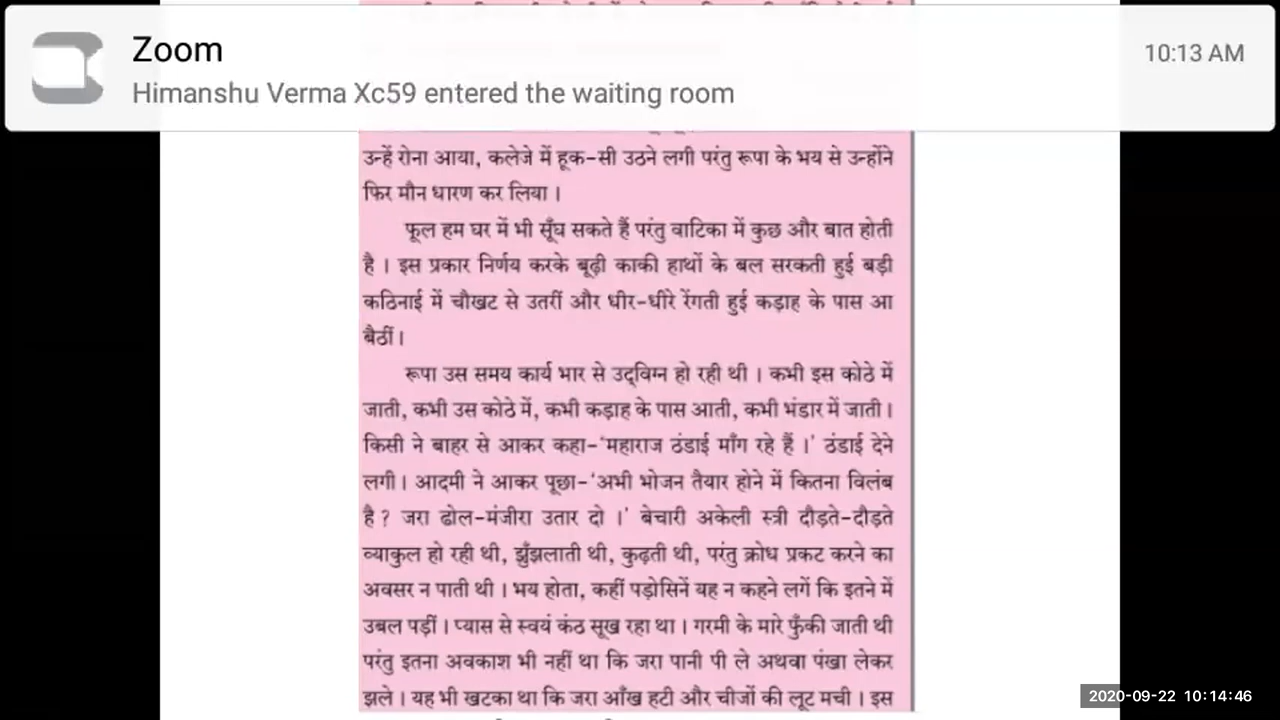 Zoom
10:13 AM
Himanshu Verma Xc59 entered the waiting room
उन्हें रोना आया, कलेजे में हूक-सी उठने लगी परंतु रूपा के भय से उन्होंने
फिर मौन धारण कर लिया ।
फूल हम घर में भी सूँघ सकते हैं परंतु वाटिका में कुछ और बात होती
है । इस प्रकार निर्णय करके बूढ़ी काकी हाथों के बल सरकती हुई बड़ी
कठिनाई में चौखट से उतरीं और धीर-धीरे रेंगती हुई कड़ाह के पास आ
बैठीं ।
रूपा उस समय कार्य भार से उद्‌विग्न हो रही थी । कभी इस कोठे में
जाती, कभी उस कोठे में, कभी कड़ाह के पास आती, कभी भंडार में जाती ।
किसी ने बाहर से आकर कहा-‘महाराज ठंडाई माँग रहे हैं ।’ ठंडाई देने
लगी । आदमी ने आकर पूछा-‘अभी भोजन तैयार होने में कितना विलंब
है ? जरा ढोल-मंजीरा उतार दो ।’ बेचारी अकेली स्त्री दौड़ते-दौड़ते
व्याकुल हो रही थी, झुँझलाती थी, कुढ़ती थी, परंतु क्रोध प्रकट करने का
अवसर न पाती थी । भय होता, कहीं पड़ोसिनें यह न कहने लगें कि इतने में
उबल पड़ीं । प्यास से स्वयं कंठ सूख रहा था । गरमी के मारे फुँकी जाती थी
परंतु इतना अवकाश भी नहीं था कि जरा पानी पी ले अथवा पंखा लेकर
झले । यह भी खटका था कि जरा आँख हटी और चीजों की लूट मची । इस
2020-09-22 10:14:46